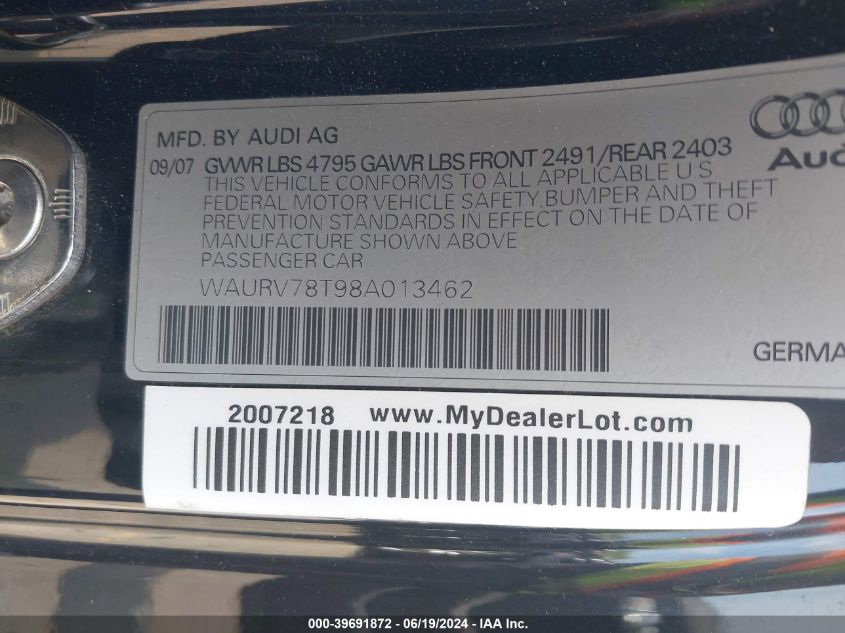 MFD. BY AUDI AG
09/07 GVWR LBS 4795 GAWR LBS FRONT 2491/REAR 2403
THIS VEHICLE CONFORMS TO ALL APPLICABLE U.S.
FEDERAL MOTOR VEHICLE SAFETY, BUMPER AND THEFT
PREVENTION STANDARDS IN EFFECT ON THE DATE OF
MANUFACTURE SHOWN ABOVE
PASSENGER CAR
WAURV78T98A013462
Aud
GERMA
2007218 www.MyDealerLot.com
000-39691872 - 06/19/2024 - IAA Inc.